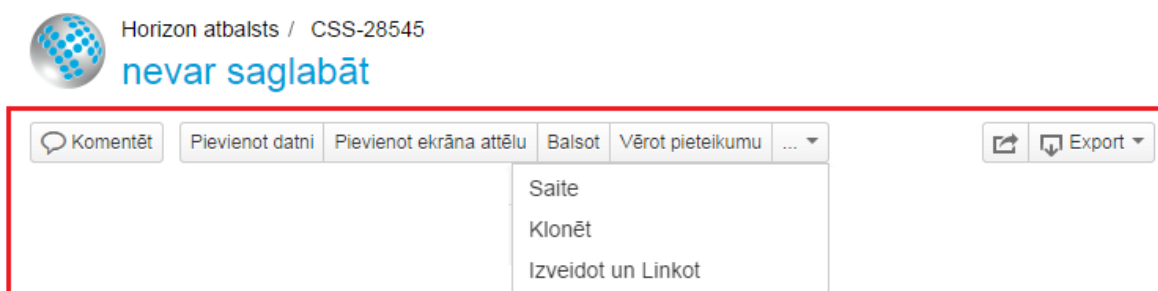 Horizon atbalsts / CSS-28545
nevar saglabāt
Komentēt Pievienot datni Pievienot ekrāna attēlu Balsot Vērot pieteikumu ... Export
Saite
Klonēt
Izveidot un Linkot